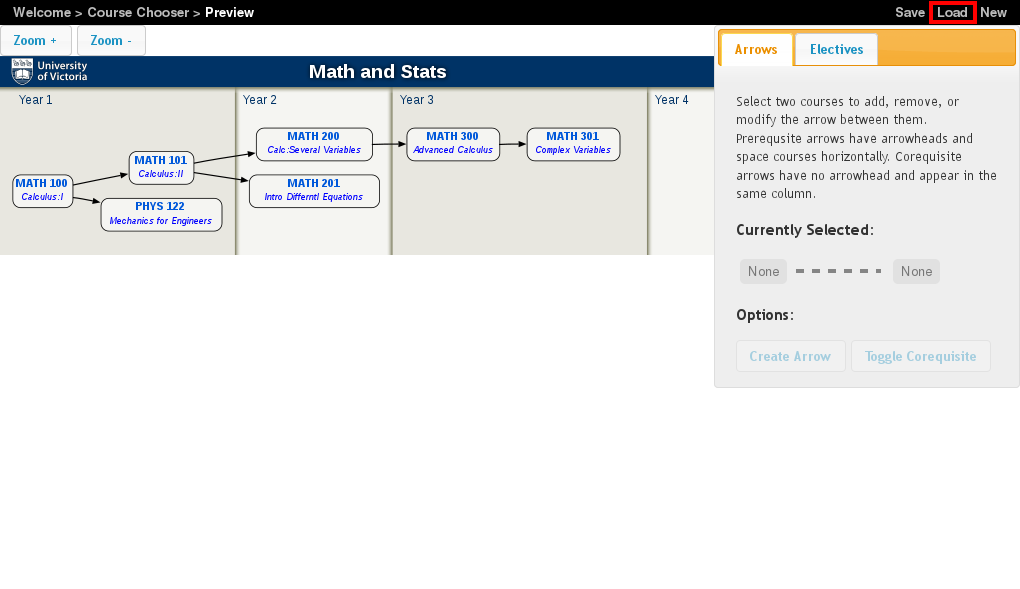 Welcome > Course Chooser > Preview
Save Load New
Zoom + Zoom -
University
of Victoria
Math and Stats
Year 1 Year 2 Year 3 Year 4
MATH 100
Calculus:I
MATH 101
Calculus:II
PHYS 122
Mechanics for Engineers
MATH 200
Calc:Several Variables
MATH 201
Intro Differntl Equations
MATH 300
Advanced Calculus
MATH 301
Complex Variables
Arrows Electives
Select two courses to add, remove, or
modify the arrow between them.
Prerequsite arrows have arrowheads and
space courses horizontally. Corequisite
arrows have no arrowhead and appear in the
same column.
Currently Selected:
None None
Options:
Create Arrow Toggle Corequisite